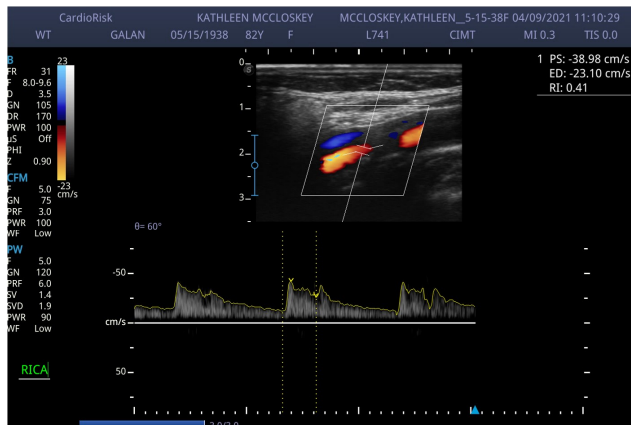 CardioRisk KATHLEEN MCCLOSKEY MCCLOSKEY,KATHLEEN__5-15-38F 04/09/2021 11:10:29
WT GALAN 05/15/1938 82Y F L741 CIMT MI 0.3 TIS 0.0
B
FR 31
F 8.0-9.6
D 3.5
GN 105
DR 170
PWR 100
µS Off
PHI
Z 0.90
CFM
F 5.0
GN 75
PRF 3.0
PWR 100
WF Low
PW
F 5.0
GN 120
PRF 6.0
SV 1.4
SVD 1.9
PWR 90
WF Low
RICA
23
-23
cm/s
0
1
2
3
1 PS: -38.98 cm/s
ED: -23.10 cm/s
RI: 0.41
θ= 60°
-50
cm/s
50